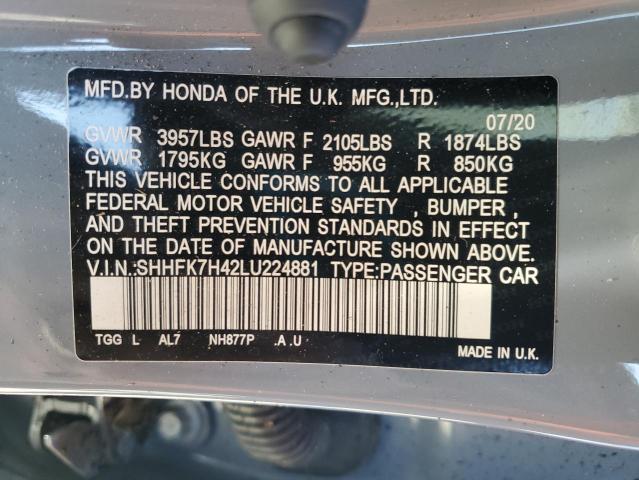 MFD.BY HONDA OF THE U.K. MFG.,LTD.
07/20
GVWR 3957LBS GAWR F 2105LBS R 1874LBS
GVWR 1795KG GAWR F 955KG R 850KG
THIS VEHICLE CONFORMS TO ALL APPLICABLE
FEDERAL MOTOR VEHICLE SAFETY , BUMPER ,
AND THEFT PREVENTION STANDARDS IN EFFECT
ON THE DATE OF MANUFACTURE SHOWN ABOVE.
V.I.N.:SHHFK7H42LU224881 TYPE:PASSENGER CAR
TGG L AL7 NH877P .A .U
MADE IN U.K.